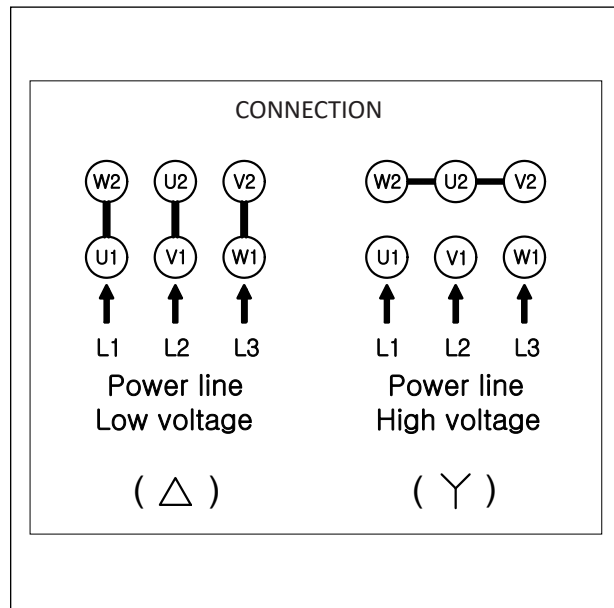 CONNECTION
W2 U2 V2 W2 U2 V2
U1 V1 W1 U1 V1 W1
L1 L2 L3 L1 L2 L3
Power line Power line
Low voltage High voltage
( △ ) ( Y )